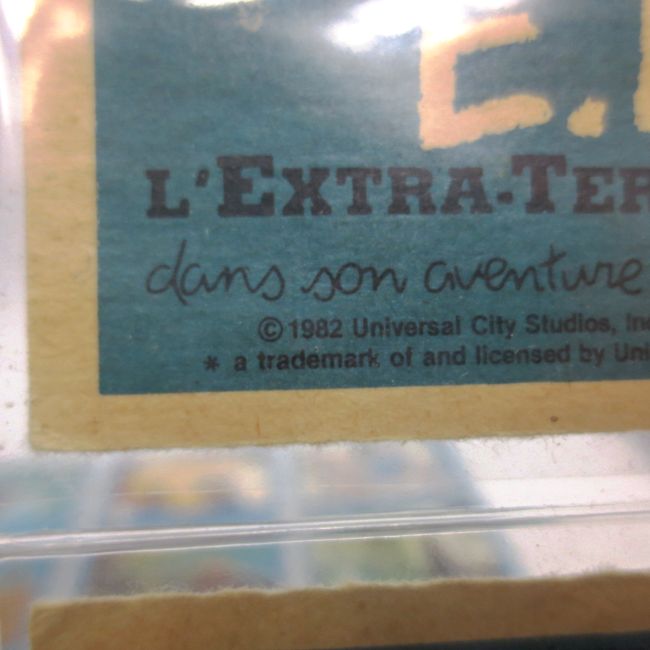 E.
L'EXTRA-TER
dans son aventure
©1982 Universal City Studios, Inc
* a trademark of and licensed by Uni